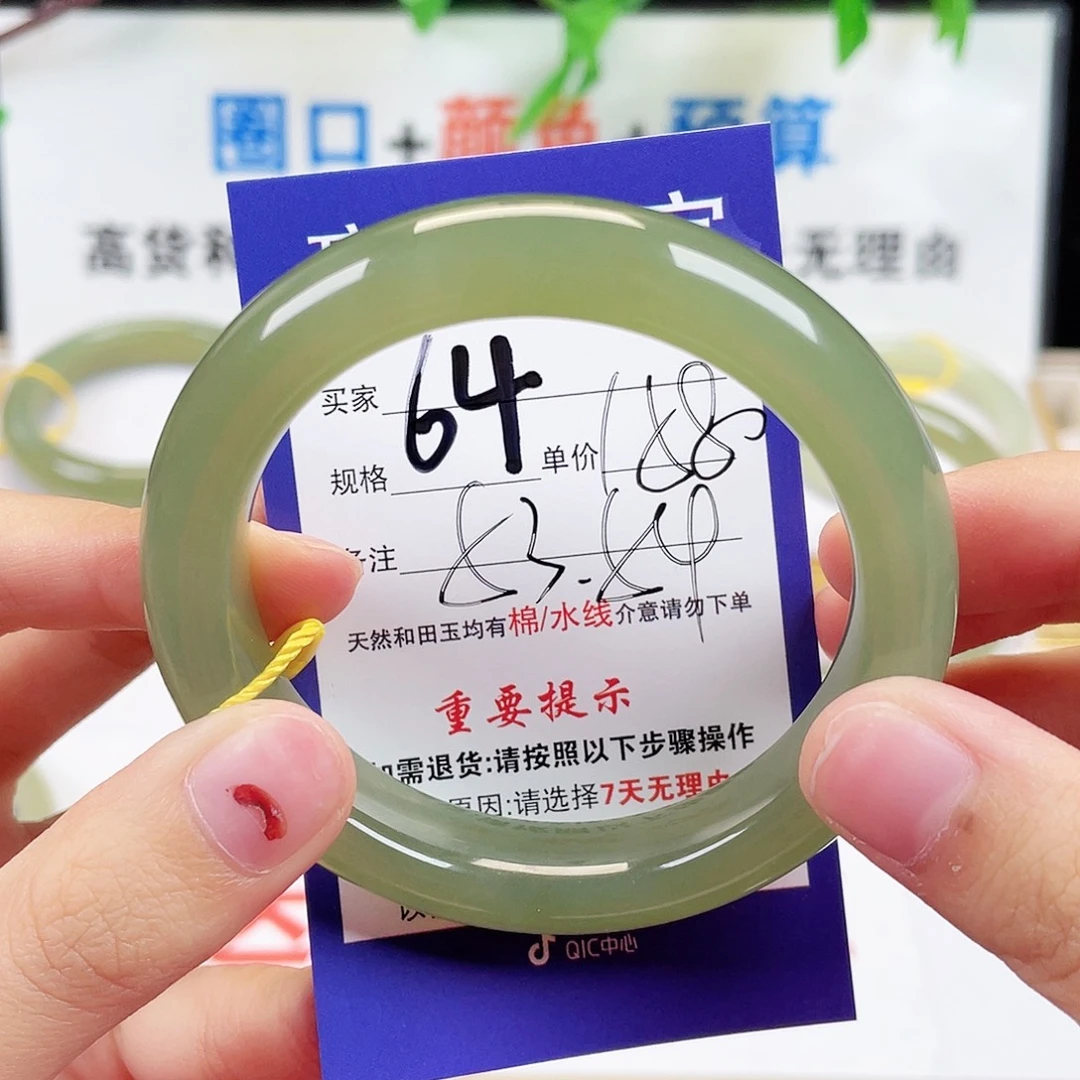 圈口+颜色+预算
高货 无理由
买家 64
规格 单价 188
备注 53-54
天然和田玉均有棉/水线介意请勿下单
重要提示
如需退货:请按照以下步骤操作
原因:请选择7天无理由
QIC中心